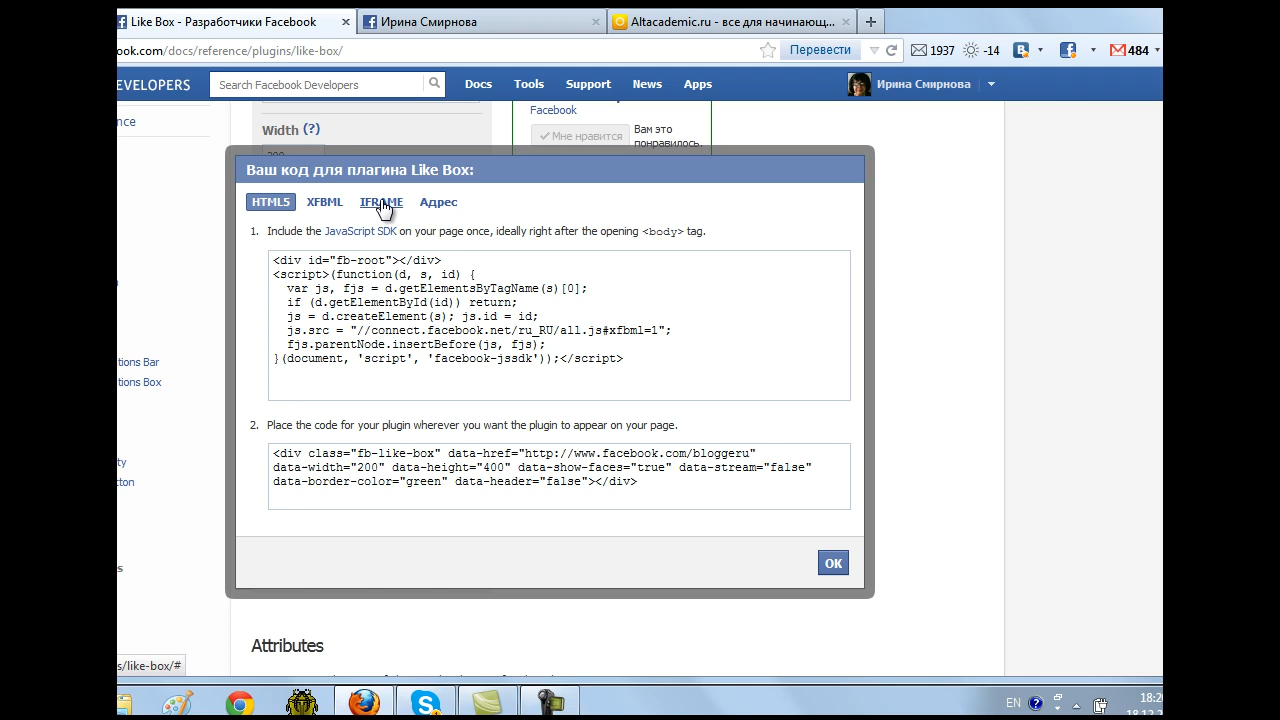 Like Box - Разработчики Facebook
Ирина Смирнова
Altacademic.ru - все для начинающ...
ook.com/docs/reference/plugins/like-box/
Перевести
1937
-14
484
EVELOPERS
Search Facebook Developers
Docs
Tools
Support
News
Apps
Ирина Смирнова
nce
Width (?)
Facebook
Мне нравится
Вам это
понравилось.
Ваш код для плагина Like Box:
HTML5
XFBML
IFRAME
Адрес
1. Include the JavaScript SDK on your page once, ideally right after the opening <body> tag.
<div id="fb-root"></div>
<script>(function(d, s, id) {
var js, fjs = d.getElementsByTagName(s)[0];
if (d.getElementById(id)) return;
js = d.createElement(s); js.id = id;
js.src = "//connect.facebook.net/ru_RU/all.js#xfbml=1";
fjs.parentNode.insertBefore(js, fjs);
}(document, 'script', 'facebook-jssdk'));</script>
2. Place the code for your plugin wherever you want the plugin to appear on your page.
<div class="fb-like-box" data-href="http://www.facebook.com/bloggeru"
data-width="200" data-height="400" data-show-faces="true" data-stream="false"
data-border-color="green" data-header="false"></div>
OK
tions Bar
tions Box
ty
tton
s
Attributes
s/like-box/#
EN
18:20